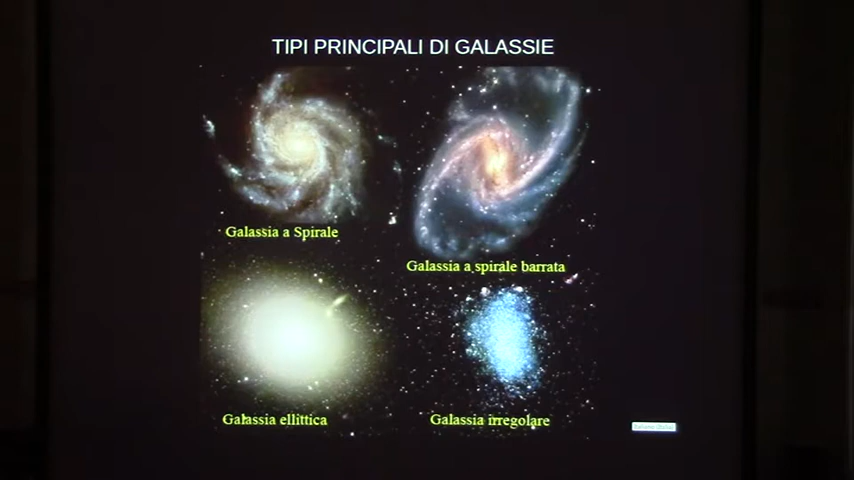 TIPI PRINCIPALI DI GALASSIE
Galassia a Spirale
Galassia a spirale barrata
Galassia ellittica
Galassia irregolare